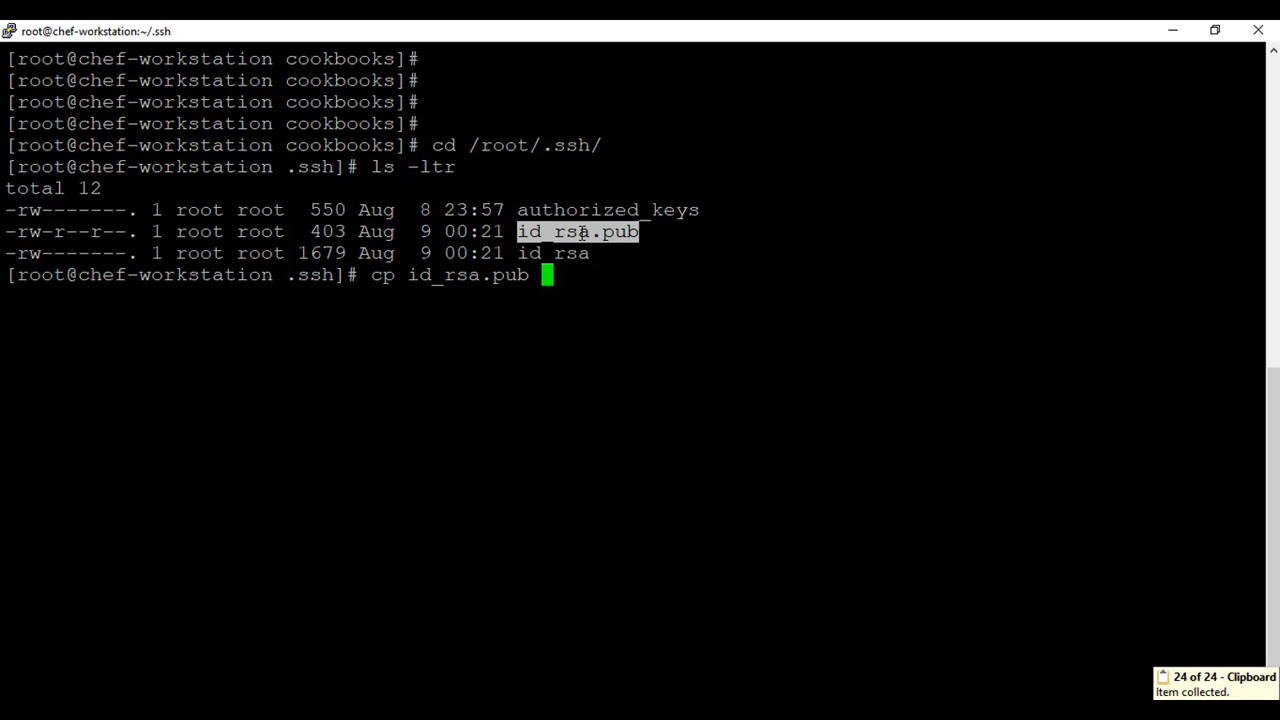 root@chef-workstation:~/.ssh
[root@chef-workstation cookbooks]#
[root@chef-workstation cookbooks]#
[root@chef-workstation cookbooks]#
[root@chef-workstation cookbooks]#
[root@chef-workstation cookbooks]# cd /root/.ssh/
[root@chef-workstation .ssh]# ls -ltr
total 12
-rw-------. 1 root root  550 Aug  8 23:57 authorized_keys
-rw-r--r--. 1 root root  403 Aug  9 00:21 id_rsa.pub
-rw-------. 1 root root 1679 Aug  9 00:21 id_rsa
[root@chef-workstation .ssh]# cp id_rsa.pub
24 of 24 - Clipboard
Item collected.